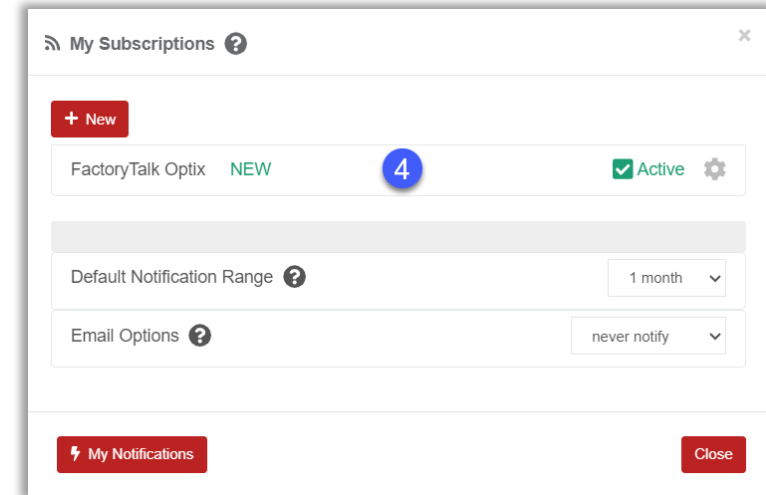 My Subscriptions ?
×
+ New
FactoryTalk Optix NEW 4 Active
Default Notification Range ? 1 month
Email Options ? never notify
My Notifications Close